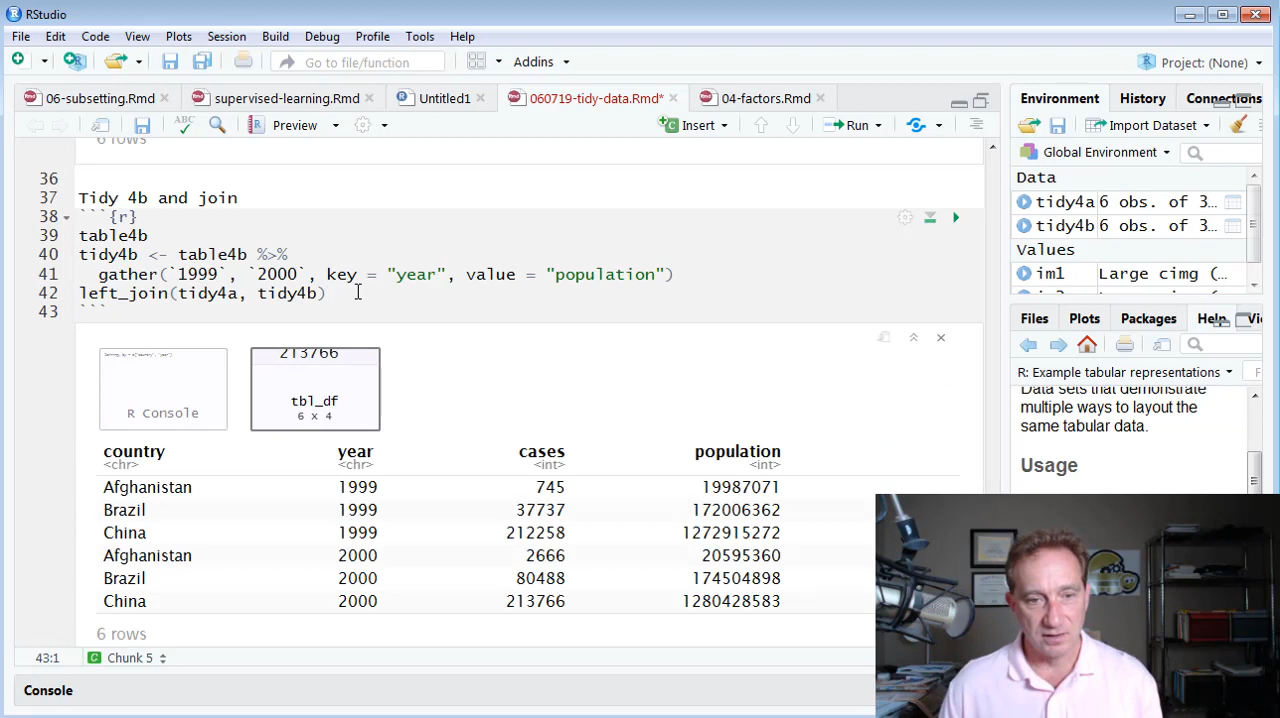 RStudio
File Edit Code View Plots Session Build Debug Profile Tools Help
Go to file/function Addins Project: (None)
06-subsetting.Rmd supervised-learning.Rmd Untitled1 060719-tidy-data.Rmd* 04-factors.Rmd
ABC Preview Insert Run
6 rows
36
37 Tidy 4b and join
38 ```{r}
39 table4b
40 tidy4b <- table4b %>%
41 gather(`1999`, `2000`, key = "year", value = "population")
42 left_join(tidy4a, tidy4b)
43 ```
R Console
213766
tbl_df
6 x 4
country year cases population
<chr> <chr> <int> <int>
Afghanistan 1999 745 19987071
Brazil 1999 37737 172006362
China 1999 212258 1272915272
Afghanistan 2000 2666 20595360
Brazil 2000 80488 174504898
China 2000 213766 1280428583
6 rows
43:1 Chunk 5
Console
Environment History Connections
Import Dataset
Global Environment
Data
tidy4a 6 obs. of 3...
tidy4b 6 obs. of 3...
Values
im1 Large cimg (...
Files Plots Packages Help
R: Example tabular representations
Data sets that demonstrate
multiple ways to layout the
same tabular data.
Usage